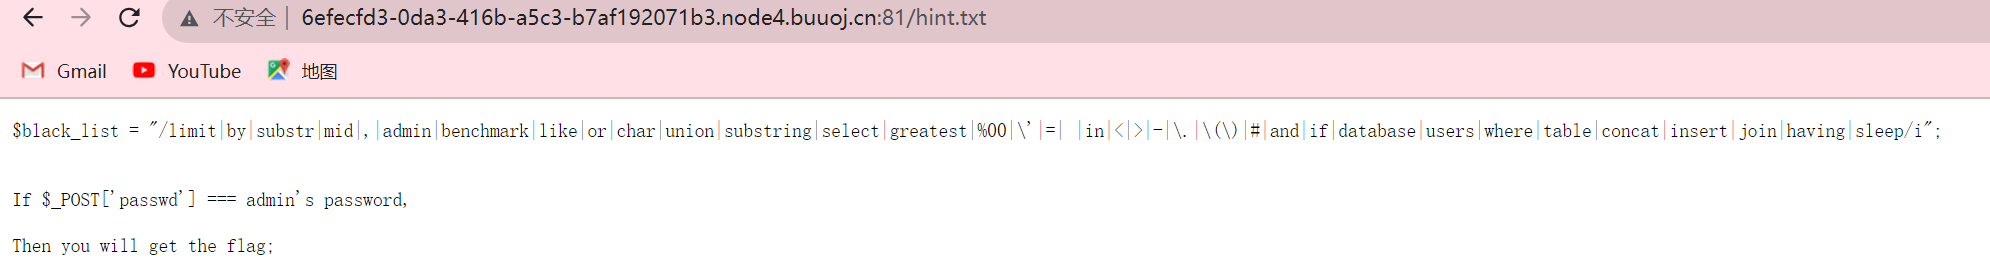 不安全 6efecfd3-0da3-416b-a5c3-b7af192071b3.node4.buuoj.cn:81/hint.txt
Gmail YouTube 地图
$black_list = "/limit|by|substr|mid|,|admin|benchmark|like|or|char|union|substring|select|greatest|%00|\'|=| |in|<|>|-|\.|\(\)|#|and|if|database|users|where|table|concat|insert|join|having|sleep/i";
If $_POST['passwd'] === admin's password,
Then you will get the flag;